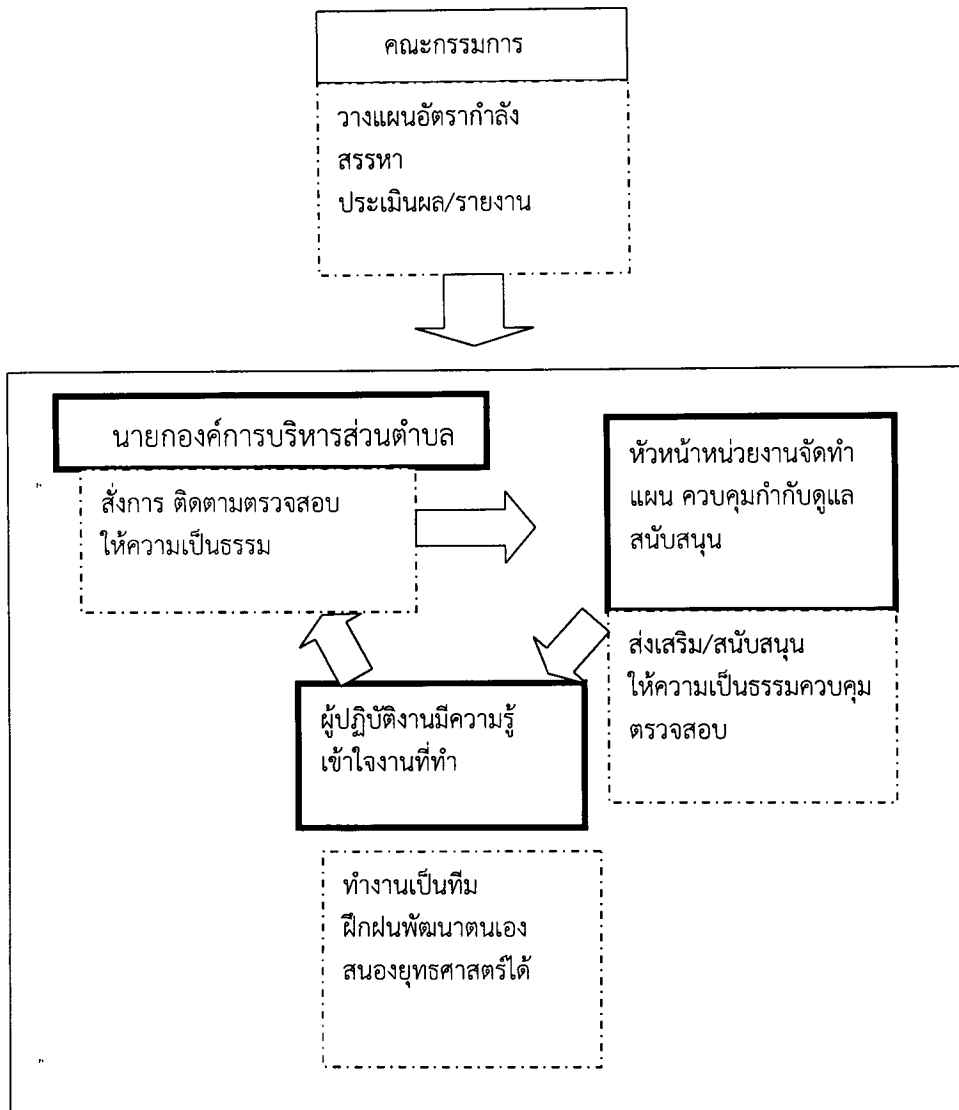 คณะกรรมการ
วางแผนอัตรากำลัง
สรรหา
ประเมินผล/รายงาน
นายกองค์การบริหารส่วนตำบล
สั่งการ ติดตามตรวจสอบ
ให้ความเป็นธรรม
หัวหน้าหน่วยงานจัดทำ
แผน ควบคุมกำกับดูแล
สนับสนุน
ส่งเสริม/สนับสนุน
ให้ความเป็นธรรมควบคุม
ตรวจสอบ
ผู้ปฏิบัติงานมีความรู้
เข้าใจงานที่ทำ
ทำงานเป็นทีม
ฝึกฝนพัฒนาตนเอง
สนองยุทธศาสตร์ได้